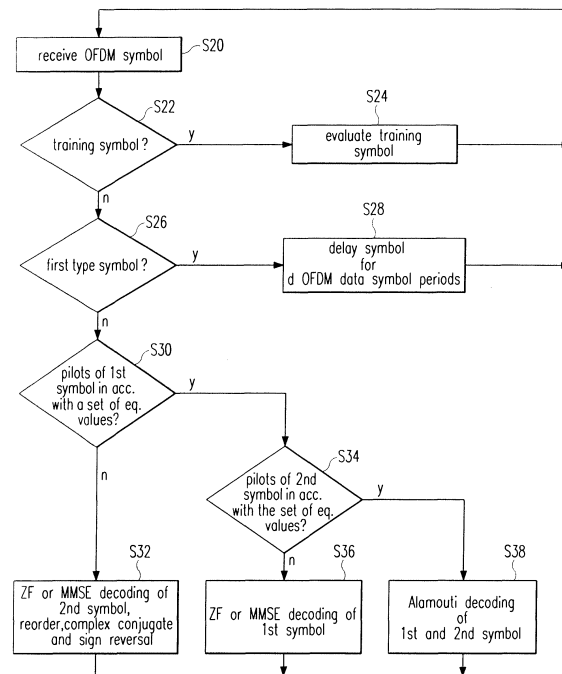 S20
receive OFDM symbol
S22
training symbol?
y
S24
evaluate training
symbol
n
S26
first type symbol?
y
S28
delay symbol
for
d OFDM data symbol periods
n
S30
pilots of 1st
symbol in acc.
with a set of eq.
values?
y
n
S34
pilots of 2nd
symbol in acc.
with the set of eq.
values?
y
n
S32
ZF or MMSE decoding of
2nd symbol,
reorder,complex conjugate
and sign reversal
S36
ZF or MMSE decoding of
1st symbol
S38
Alamouti decoding
of
1st and 2nd symbol